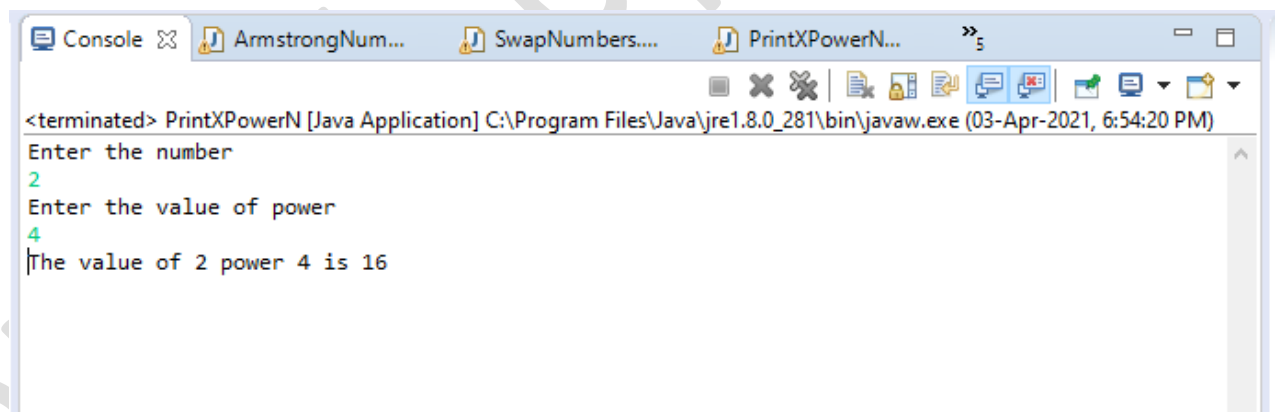 Console ArmstrongNum... SwapNumbers.... PrintXPowerN... »5
<terminated> PrintXPowerN [Java Application] C:\Program Files\Java\jre1.8.0_281\bin\javaw.exe (03-Apr-2021, 6:54:20 PM)
Enter the number
2
Enter the value of power
4
The value of 2 power 4 is 16